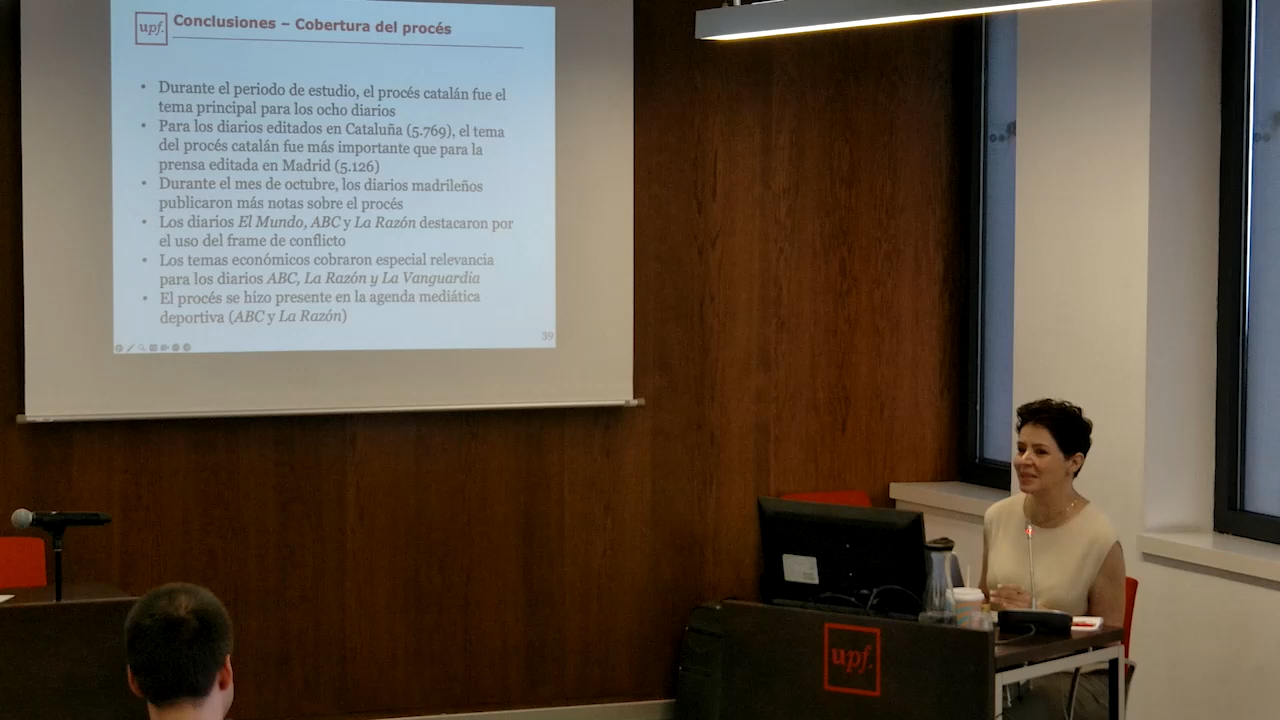 upf.
Conclusiones – Cobertura del procés
• Durante el periodo de estudio, el procés catalán fue el
tema principal para los ocho diarios
• Para los diarios editados en Cataluña (5.769), el tema
del procés catalán fue más importante que para la
prensa editada en Madrid (5.126)
• Durante el mes de octubre, los diarios madrileños
publicaron más notas sobre el procés
• Los diarios El Mundo, ABC y La Razón destacaron por
el uso del frame de conflicto
• Los temas económicos cobraron especial relevancia
para los diarios ABC, La Razón y La Vanguardia
• El procés se hizo presente en la agenda mediática
deportiva (ABC y La Razón)
39
upf.